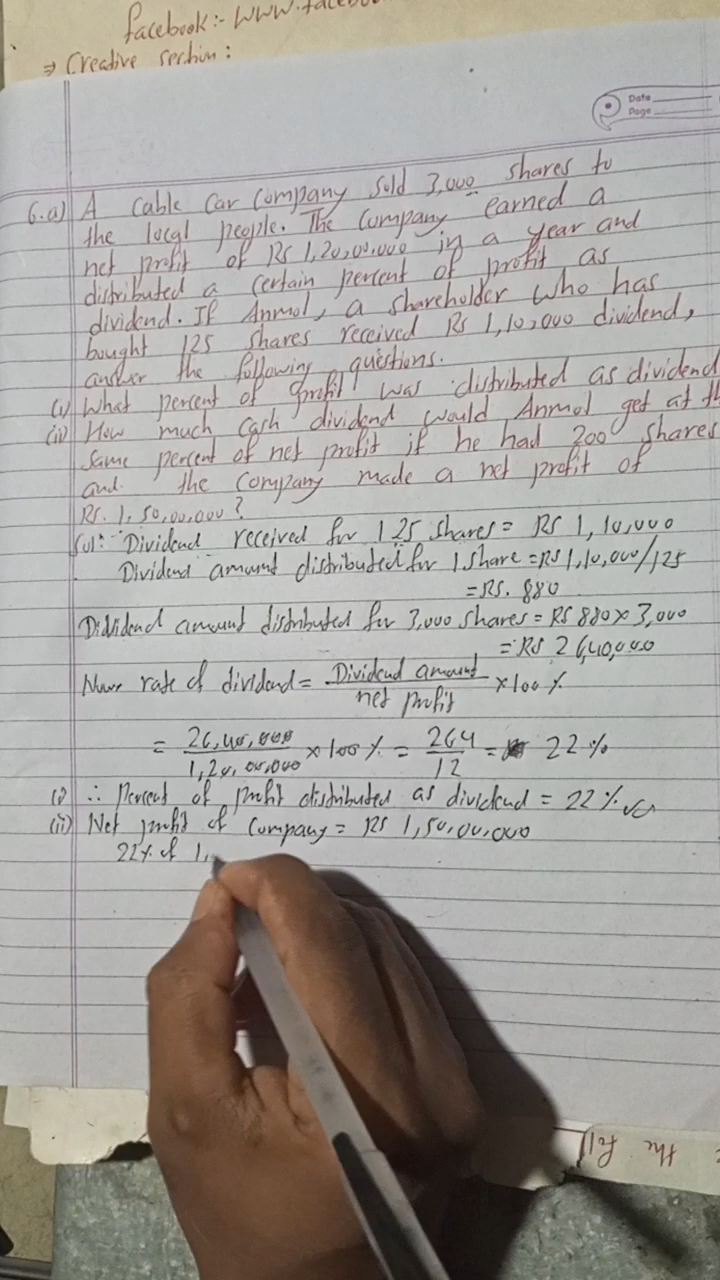 facebook:- WWW.faceboo
⇒ Creative section:
Date
Page
6.a) A cable car company sold 3,000 shares to
the local people. The company earned a
net profit of RS 1,20,00,000 in a year and
distributed a certain percent of profit as
dividend. If Anmol, a shareholder who has
bought 125 shares received RS 1,10,000 dividend,
answer the following questions.
(i) What percent of profit was distributed as dividend
(ii) How much cash dividend would Anmol get at th
same percent of net profit if he had 200 shares
and the company made a net profit of
Rs. 1,50,00,000?
Sol: Dividend received for 125 shares = RS 1,10,000
Dividend amount distributed for 1 share = RS 1,10,000/125
= RS. 880
Dividend amount distributed for 3,000 shares = RS 880 × 3,000
= RS 26,40,000
Now rate of dividend = Dividend amount / net profit × 100 %
= 26,40,000 / 1,20,00,000 × 100 % = 264 / 12 = 22 %
(i) ∴ Percent of profit distributed as dividend = 22 %
(ii) Net profit of company = RS 1,50,00,000
22% of 1,
the